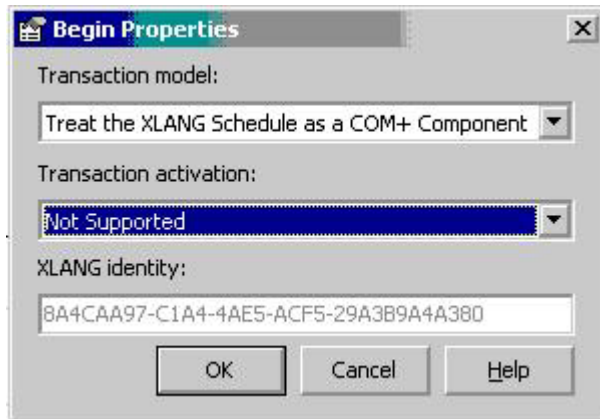 Begin Properties
Transaction model:
Treat the XLANG Schedule as a COM+ Component
Transaction activation:
Not Supported
XLANG identity:
8A4CAA97-C1A4-4AE5-ACF5-29A3B9A4A380
OK Cancel Help